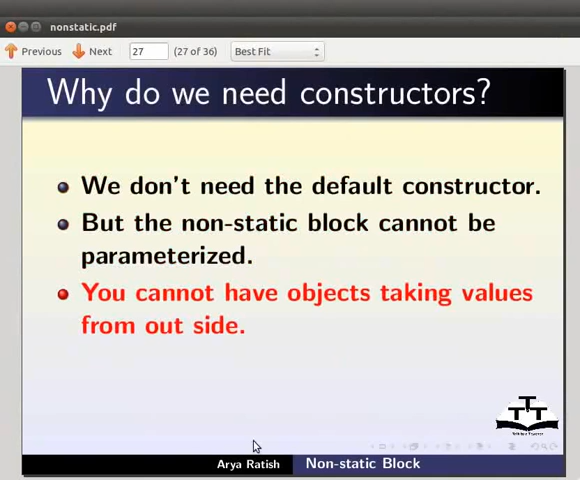 nonstatic.pdf
Previous Next 27 (27 of 36) Best Fit
Why do we need constructors?
We don't need the default constructor.
But the non-static block cannot be
parameterized.
You cannot have objects taking values
from out side.
TTT
Arya Ratish Non-static Block